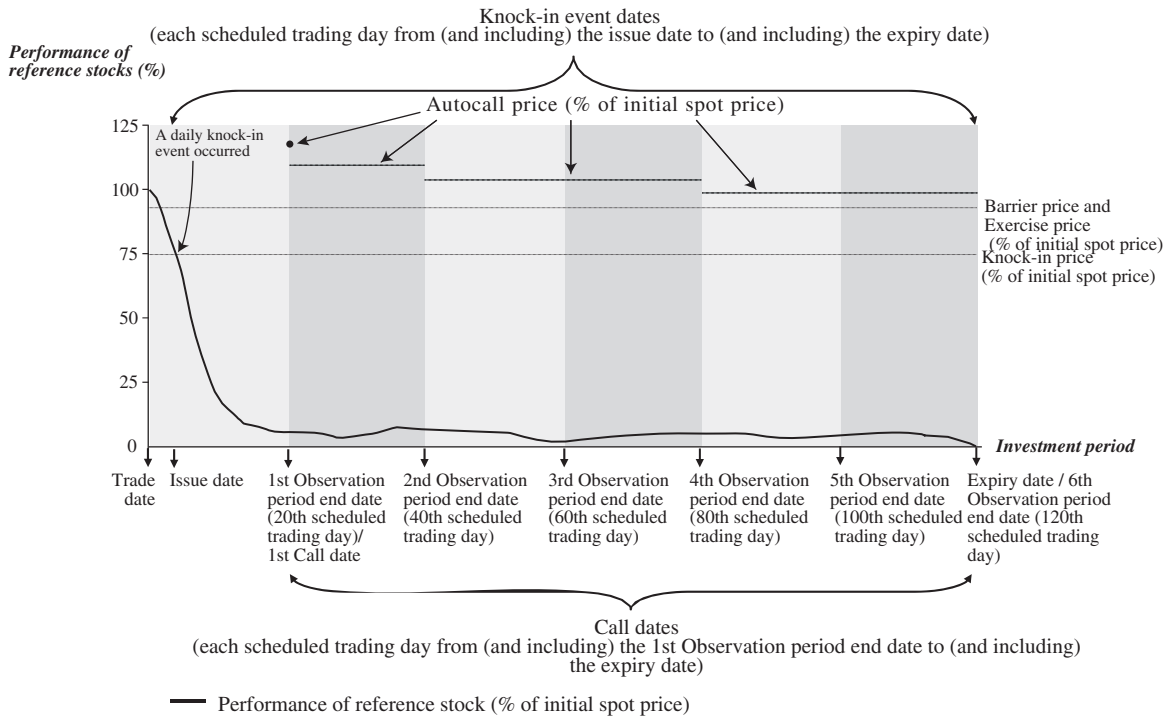 Knock-in event dates
(each scheduled trading day from (and including) the issue date to (and including) the expiry date)
Performance of
reference stocks (%)
Autocall price (% of initial spot price)
125
A daily knock-in
event occurred
100
Barrier price and
Exercise price
(% of initial spot price)
75
Knock-in price
(% of initial spot price)
50
25
0
Investment period
Trade
date
Issue date
1st Observation
period end date
(20th scheduled
trading day)/
1st Call date
2nd Observation
period end date
(40th scheduled
trading day)
3rd Observation
period end date
(60th scheduled
trading day)
4th Observation
period end date
(80th scheduled
trading day)
5th Observation
period end date
(100th scheduled
trading day)
Expiry date / 6th
Observation period
end date (120th
scheduled trading
day)
Call dates
(each scheduled trading day from (and including) the 1st Observation period end date to (and including)
the expiry date)
Performance of reference stock (% of initial spot price)